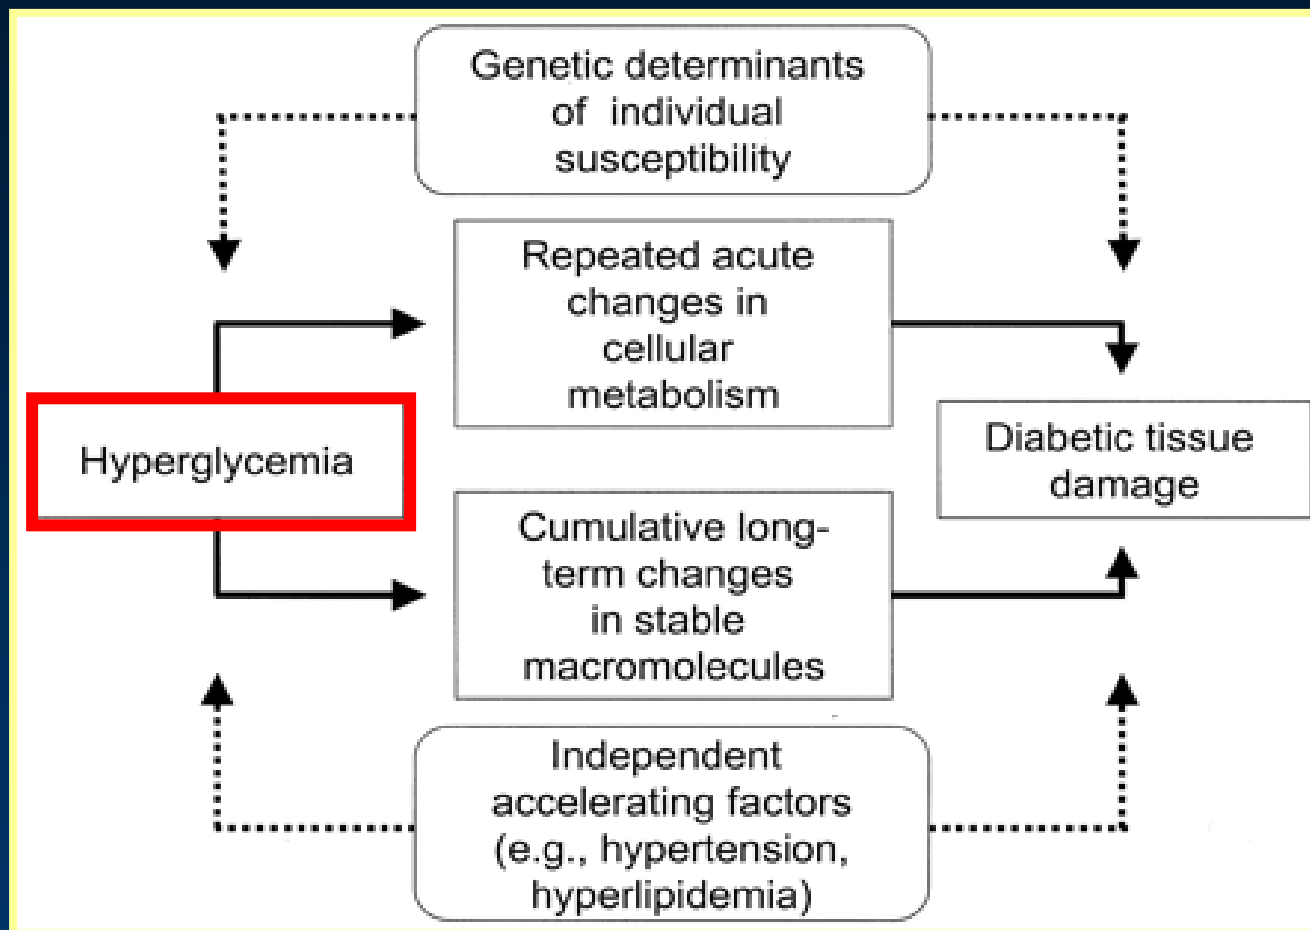 Genetic determinants
of individual
susceptibility
Repeated acute
changes in
cellular
metabolism
Hyperglycemia
Diabetic tissue
damage
Cumulative long-
term changes
in stable
macromolecules
Independent
accelerating factors
(e.g., hypertension,
hyperlipidemia)